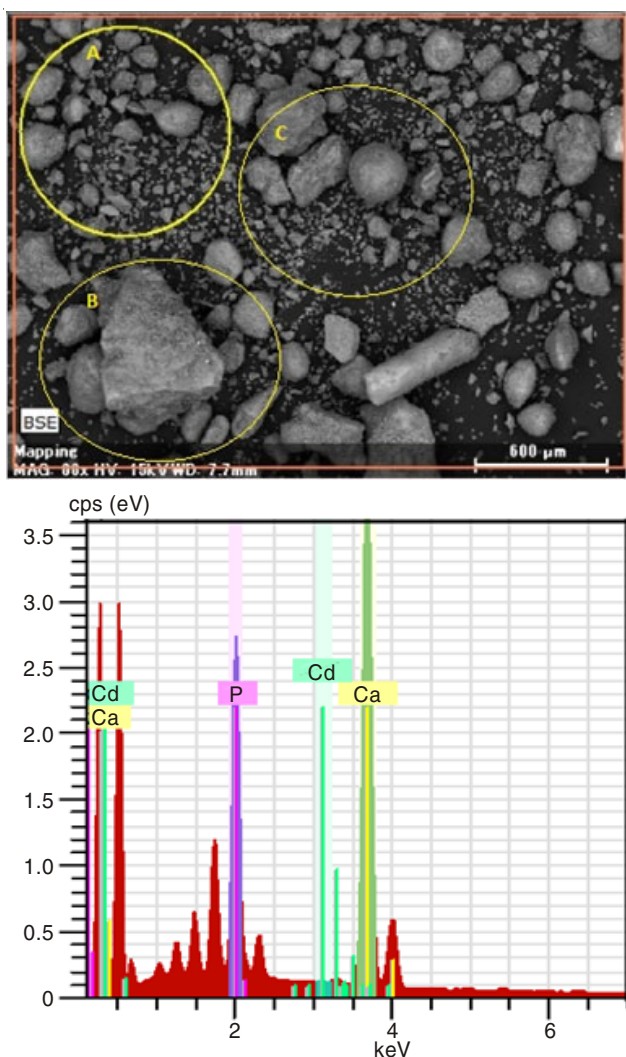 A
C
B
BSE
Mapping
MAG: 80x HV: 15kV WD: 7.7mm
600 µm
cps (eV)
3.5
3.0
2.5
2.0
1.5
1.0
0.5
0
Cd
Ca
P
Cd
Ca
2
4
6
keV